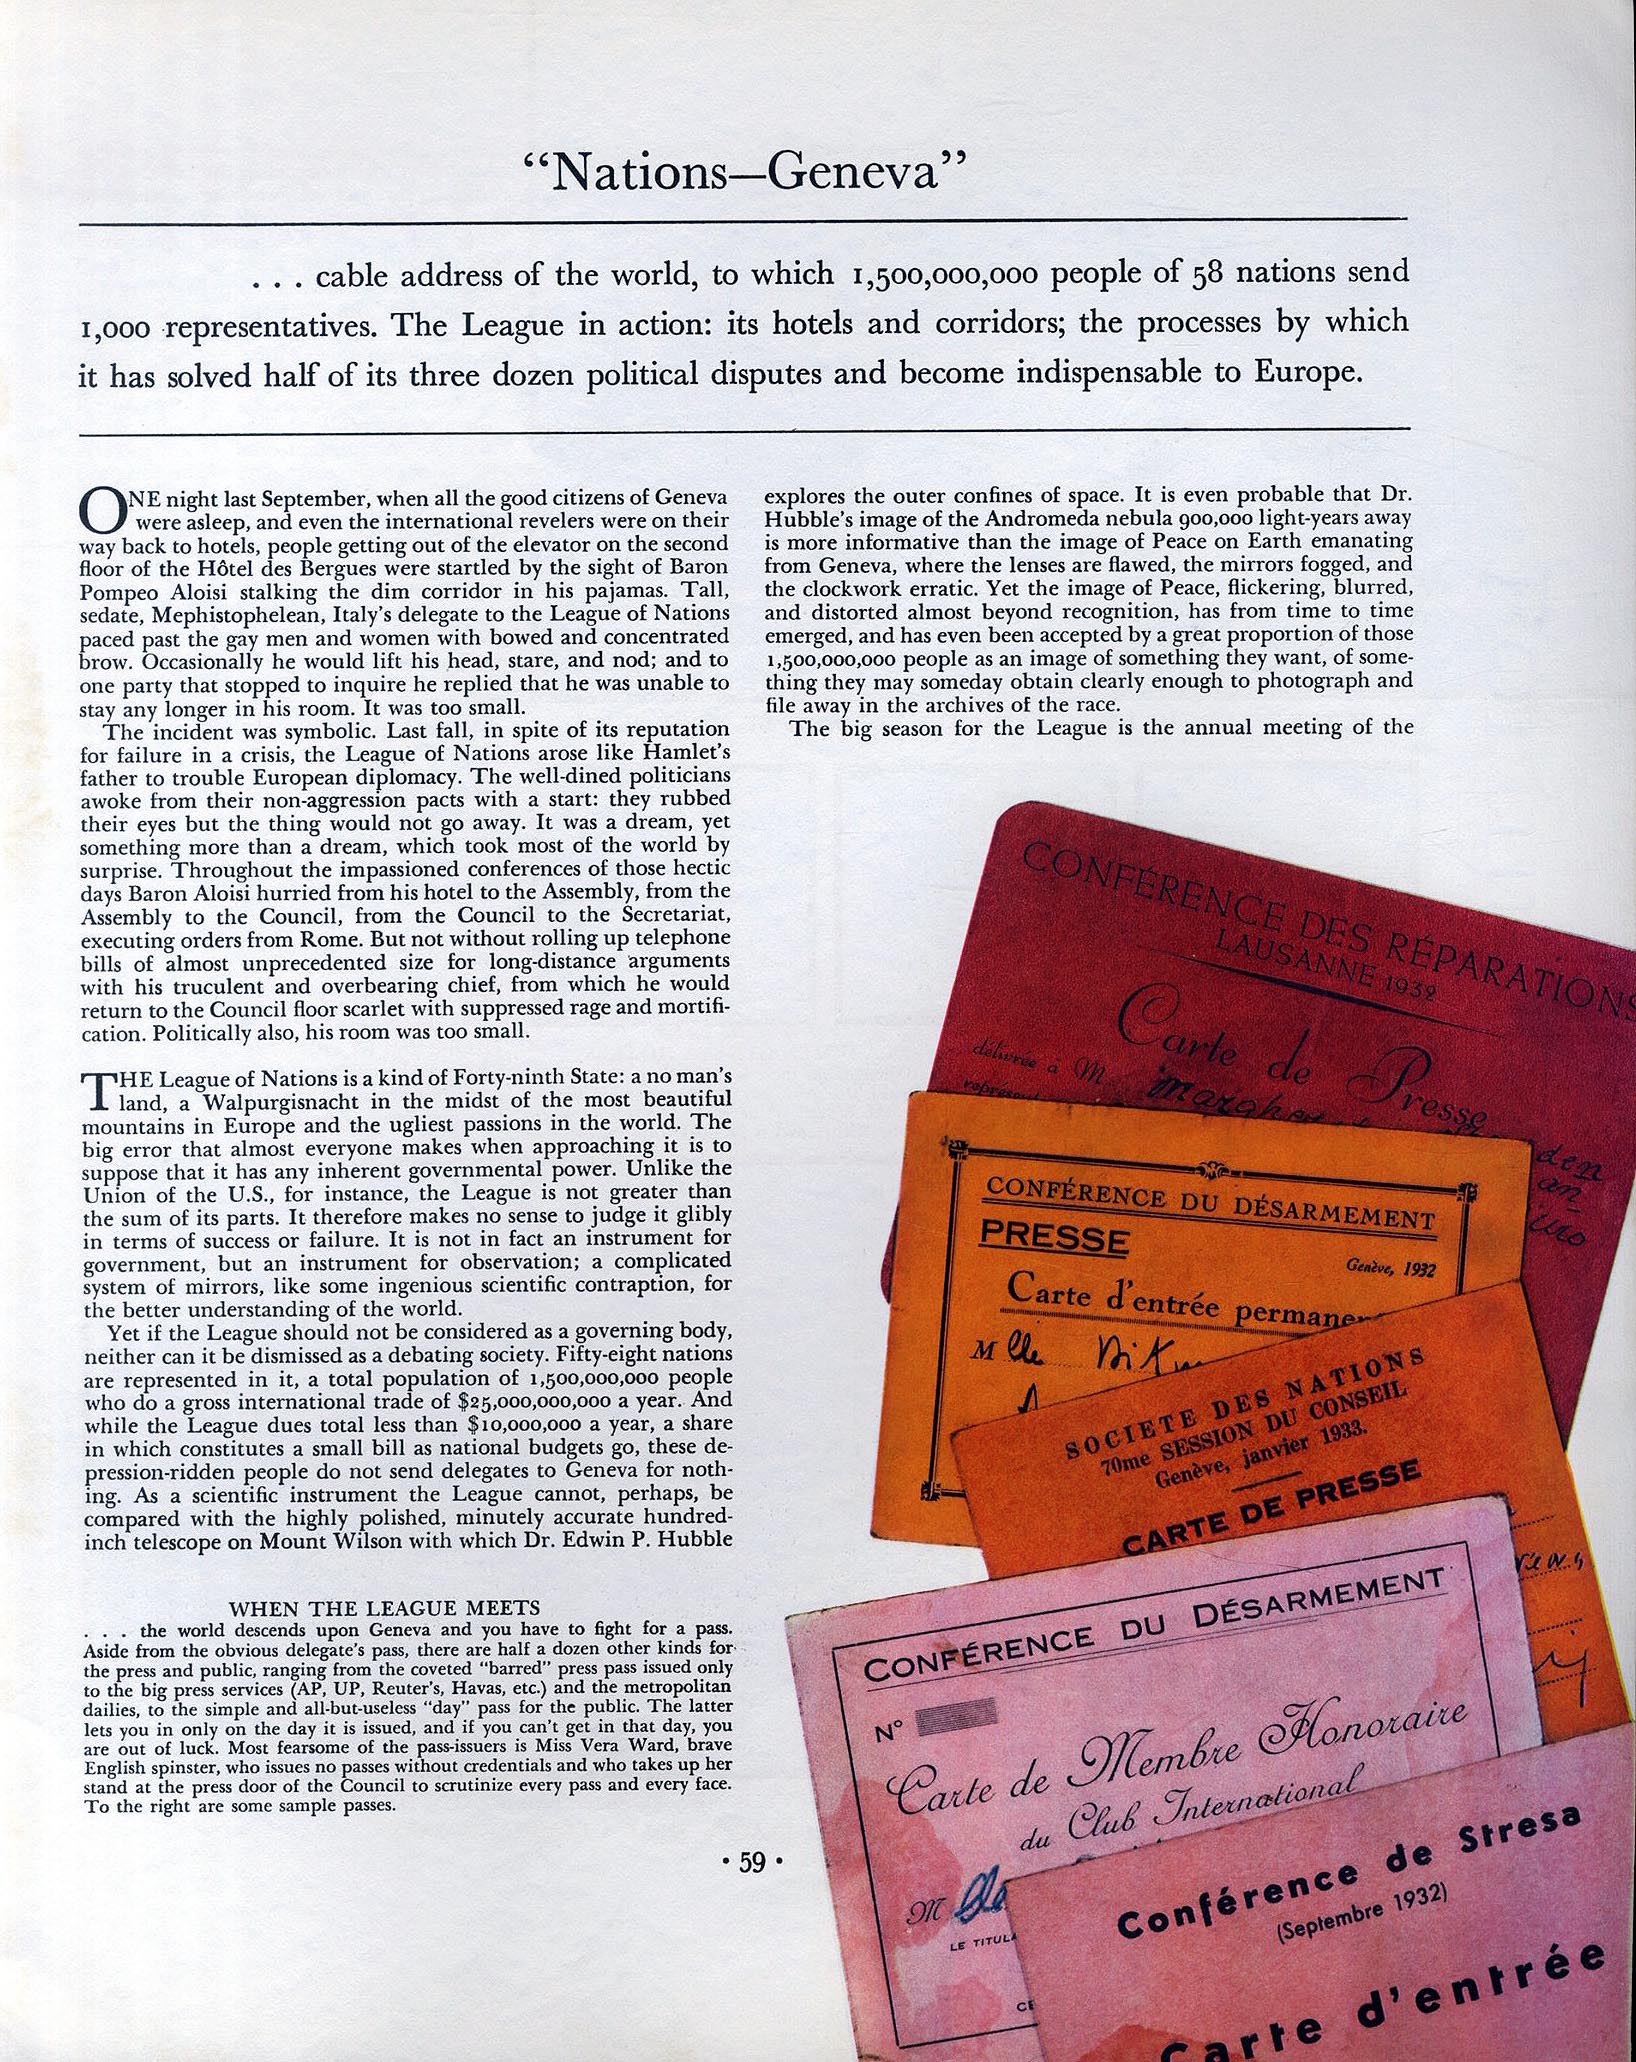 “Nations—Geneva”
. . . cable address of the world, to which 1,500,000,000 people of 58 nations send
1,000 representatives. The League in action: its hotels and corridors; the processes by which
it has solved half of its three dozen political disputes and become indispensable to Europe.
ONE night last September, when all the good citizens of Geneva
were asleep, and even the international revelers were on their
way back to hotels, people getting out of the elevator on the second
floor of the Hôtel des Bergues were startled by the sight of Baron
Pompeo Aloisi stalking the dim corridor in his pajamas. Tall,
sedate, Mephistophelean, Italy’s delegate to the League of Nations
paced past the gay men and women with bowed and concentrated
brow. Occasionally he would lift his head, stare, and nod; and to
one party that stopped to inquire he replied that he was unable to
stay any longer in his room. It was too small.
The incident was symbolic. Last fall, in spite of its reputation
for failure in a crisis, the League of Nations arose like Hamlet’s
father to trouble European diplomacy. The well-dined politicians
awoke from their non-aggression pacts with a start: they rubbed
their eyes but the thing would not go away. It was a dream, yet
something more than a dream, which took most of the world by
surprise. Throughout the impassioned conferences of those hectic
days Baron Aloisi hurried from his hotel to the Assembly, from the
Assembly to the Council, from the Council to the Secretariat,
executing orders from Rome. But not without rolling up telephone
bills of almost unprecedented size for long-distance arguments
with his truculent and overbearing chief, from which he would
return to the Council floor scarlet with suppressed rage and mortifi-
cation. Politically also, his room was too small.
THE League of Nations is a kind of Forty-ninth State: a no man’s
land, a Walpurgisnacht in the midst of the most beautiful
mountains in Europe and the ugliest passions in the world. The
big error that almost everyone makes when approaching it is to
suppose that it has any inherent governmental power. Unlike the
Union of the U.S., for instance, the League is not greater than
the sum of its parts. It therefore makes no sense to judge it glibly
in terms of success or failure. It is not in fact an instrument for
government, but an instrument for observation; a complicated
system of mirrors, like some ingenious scientific contraption, for
the better understanding of the world.
Yet if the League should not be considered as a governing body,
neither can it be dismissed as a debating society. Fifty-eight nations
are represented in it, a total population of 1,500,000,000 people
who do a gross international trade of $25,000,000,000 a year. And
while the League dues total less than $10,000,000 a year, a share
in which constitutes a small bill as national budgets go, these de-
pression-ridden people do not send delegates to Geneva for noth-
ing. As a scientific instrument the League cannot, perhaps, be
compared with the highly polished, minutely accurate hundred-
inch telescope on Mount Wilson with which Dr. Edwin P. Hubble
explores the outer confines of space. It is even probable that Dr.
Hubble’s image of the Andromeda nebula 900,000 light-years away
is more informative than the image of Peace on Earth emanating
from Geneva, where the lenses are flawed, the mirrors fogged, and
the clockwork erratic. Yet the image of Peace, flickering, blurred,
and distorted almost beyond recognition, has from time to time
emerged, and has even been accepted by a great proportion of those
1,500,000,000 people as an image of something they want, of some-
thing they may someday obtain clearly enough to photograph and
file away in the archives of the race.
The big season for the League is the annual meeting of the
WHEN THE LEAGUE MEETS
. . . the world descends upon Geneva and you have to fight for a pass.
Aside from the obvious delegate’s pass, there are half a dozen other kinds for
the press and public, ranging from the coveted “barred” press pass issued only
to the big press services (AP, UP, Reuter’s, Havas, etc.) and the metropolitan
dailies, to the simple and all-but-useless “day” pass for the public. The latter
lets you in only on the day it is issued, and if you can’t get in that day, you
are out of luck. Most fearsome of the pass-issuers is Miss Vera Ward, brave
English spinster, who issues no passes without credentials and who takes up her
stand at the press door of the Council to scrutinize every pass and every face.
To the right are some sample passes.
• 59 •
CONFÉRENCE DES RÉPARATIONS
LAUSANNE 1932
Carte de Presse
délivrée à M
CONFÉRENCE DU DÉSARMEMENT
PRESSE
Genève, 1932
Carte d’entrée permanen
Mlle
SOCIETE DES NATIONS
70me SESSION DU CONSEIL
Genève, janvier 1933.
CARTE DE PRESSE
CONFÉRENCE DU DÉSARMEMENT
N°
Carte de Membre Honoraire
du Club International
M
LE TITULA
CE
Conférence de Stresa
(Septembre 1932)
Carte d’entrée